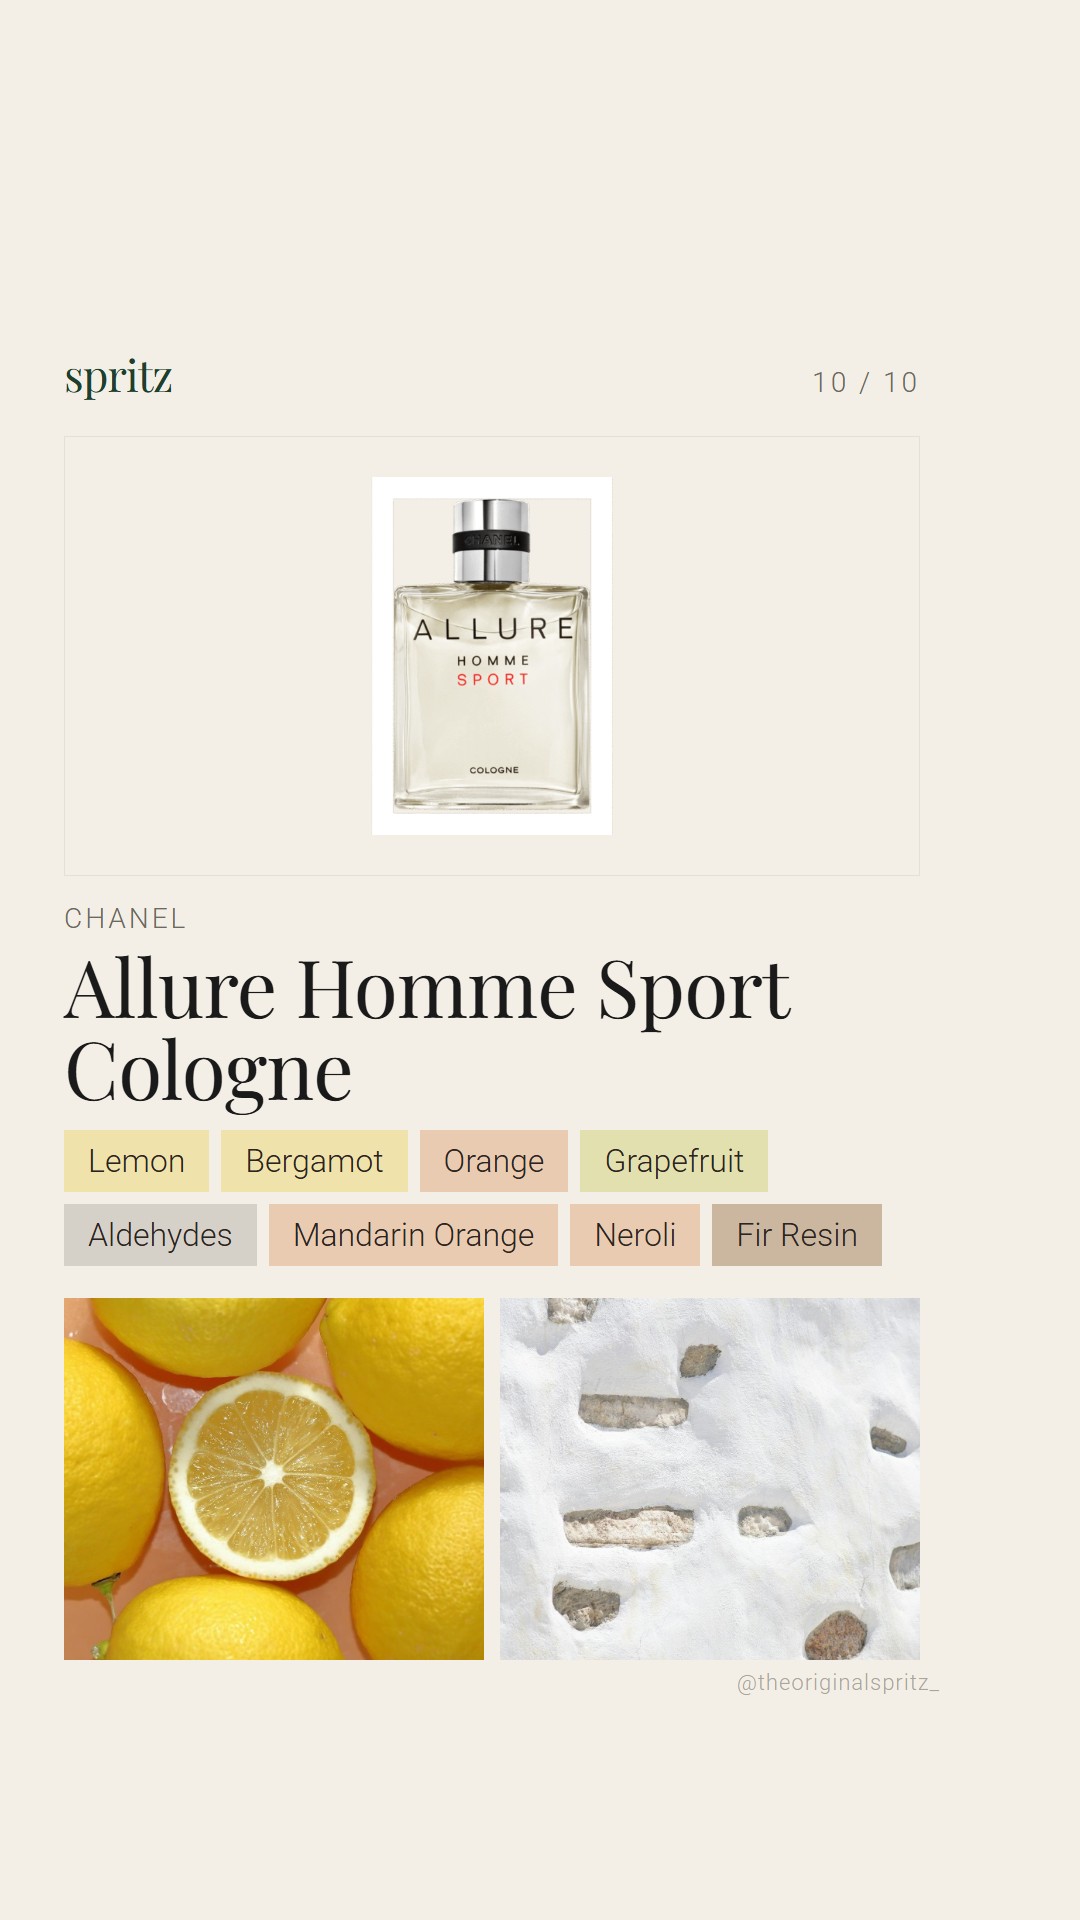 spritz
10 / 10
CHANEL
ALLURE
HOMME
SPORT
COLOGNE
CHANEL
Allure Homme Sport
Cologne
Lemon Bergamot Orange Grapefruit
Aldehydes Mandarin Orange Neroli Fir Resin
@theoriginalspritz_